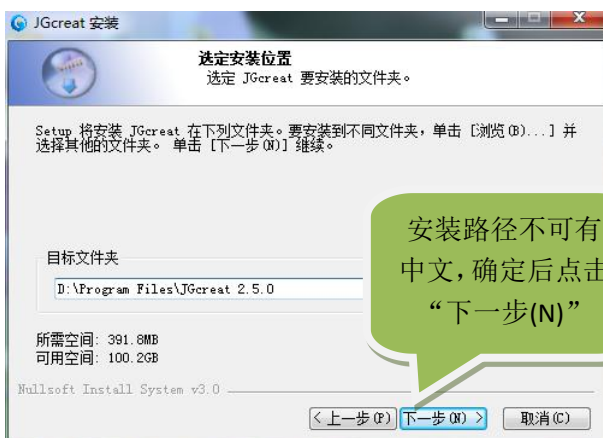 JGcreat 安装
选定安装位置
选定 JGcreat 要安装的文件夹。
Setup 将安装 JGcreat 在下列文件夹。要安装到不同文件夹，单击 [浏览(B)...] 并
选择其他的文件夹。 单击 [下一步(N)] 继续。
目标文件夹
D:\Program Files\JGcreat 2.5.0
安装路径不可有
中文，确定后点击
“下一步(N)”
所需空间: 391.8MB
可用空间: 100.2GB
Nullsoft Install System v3.0
< 上一步(P) 下一步(N) > 取消(C)